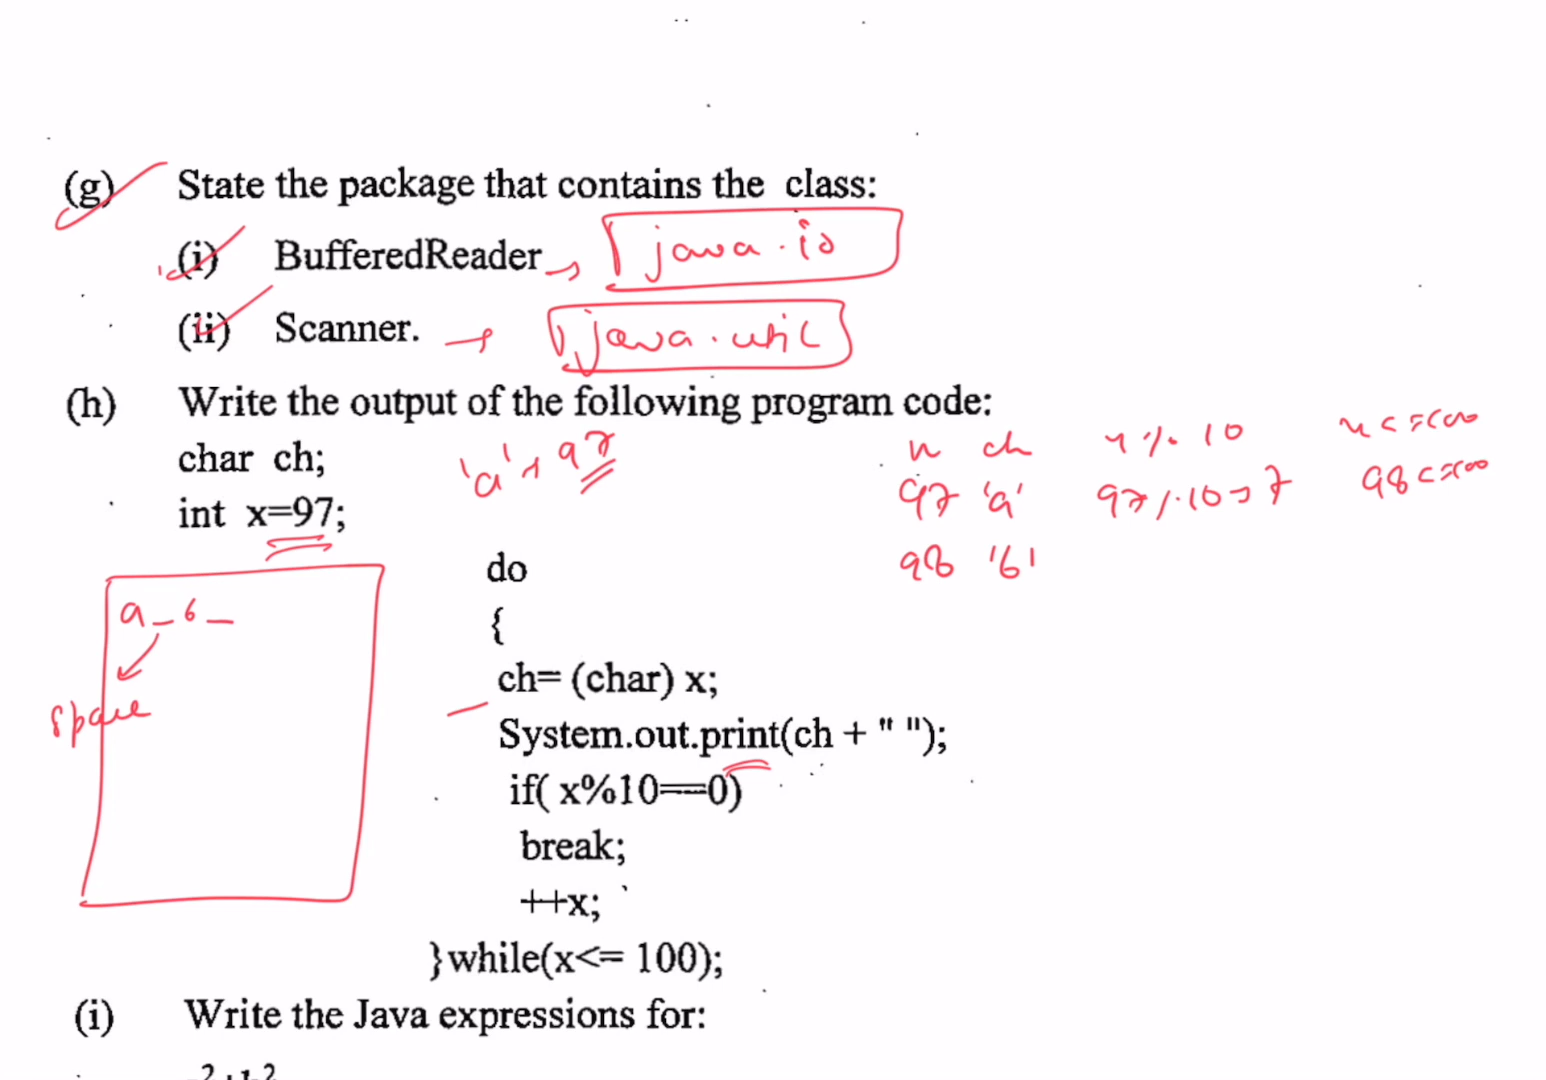 (g) State the package that contains the class:
(i) BufferedReader → java.io
(ii) Scanner. → java.util
(h) Write the output of the following program code:
char ch; 'a' → 97 x ch x%10 x<=100
int x=97; 97 'a' 97%10→7 98<=100
do 98 'b'
a_b_
{
space
ch= (char) x;
System.out.print(ch + " ");
if( x%10==0)
break;
++x;
}while(x<= 100);
(i) Write the Java expressions for: